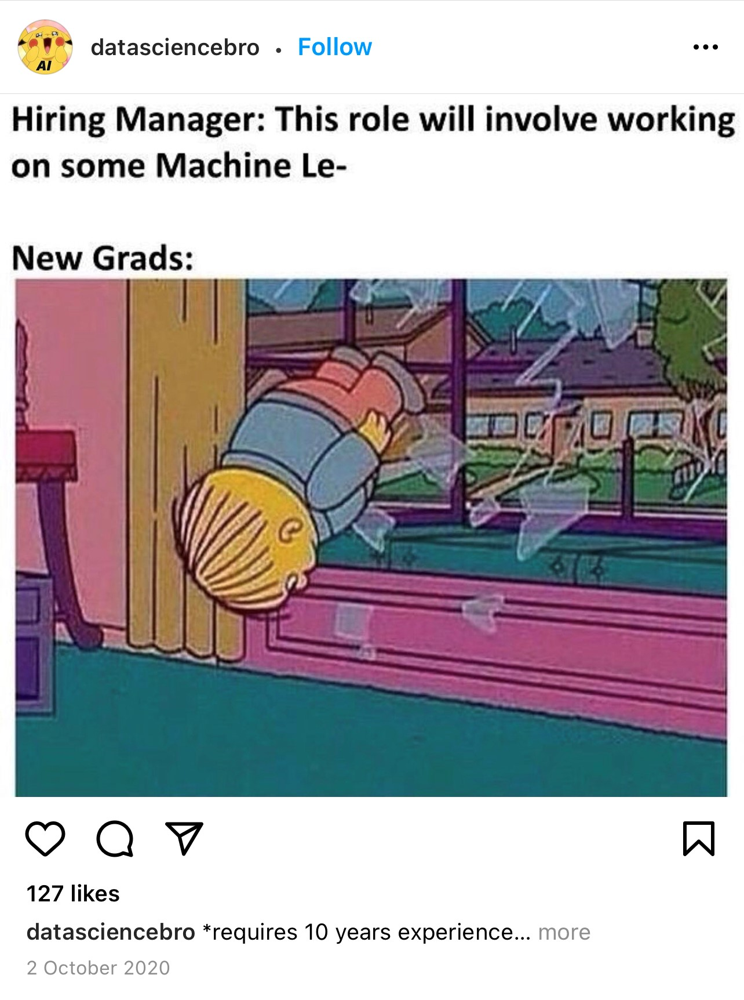 datasciencebro • Follow
AI
Hiring Manager: This role will involve working
on some Machine Le-
New Grads:
127 likes
datasciencebro *requires 10 years experience... more
2 October 2020